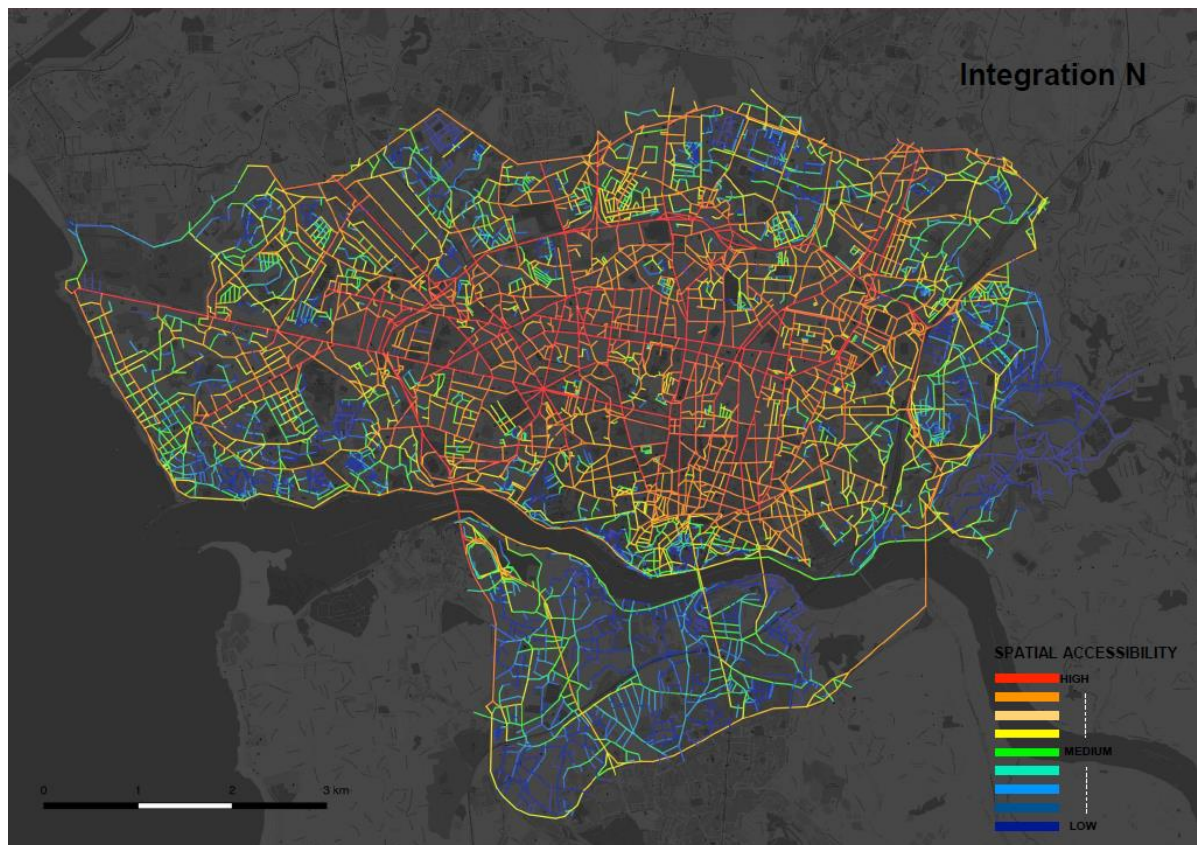 Integration N
SPATIAL ACCESSIBILITY
HIGH
MEDIUM
LOW
0 1 2 3 km